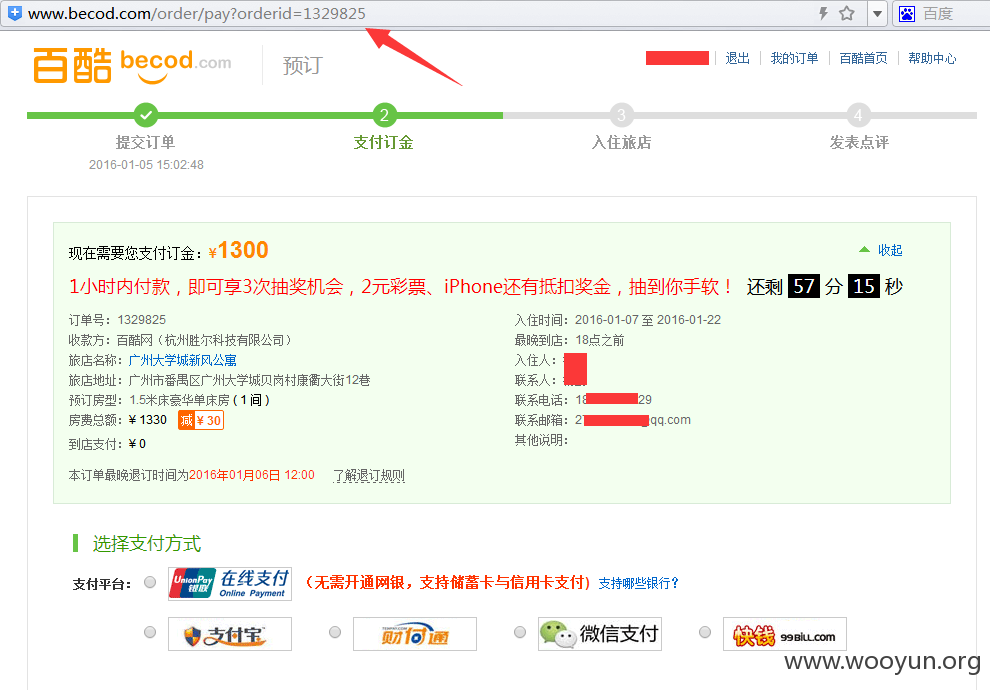 www.becod.com/order/pay?orderid=1329825
百度
百酷 becod.com 预订
退出 我的订单 百酷首页 帮助中心
2 3 4
提交订单 支付订金 入住旅店 发表点评
2016-01-05 15:02:48
现在需要您支付订金：¥1300 收起
1小时内付款，即可享3次抽奖机会，2元彩票、iPhone还有抵扣奖金，抽到你手软！ 还剩 57 分 15 秒
订单号：1329825
收款方：百酷网（杭州胜尔科技有限公司）
旅店名称：广州大学城新风公寓
旅店地址：广州市番禺区广州大学城贝岗村康衢大街12巷
预订房型：1.5米床豪华单床房 ( 1 间 )
房费总额：¥ 1330 减 ¥ 30
到店支付：¥ 0
入住时间：2016-01-07 至 2016-01-22
最晚到店：18点之前
入住人：
联系人：
联系电话：18 29
联系邮箱：2 qq.com
其他说明：
本订单最晚退订时间为2016年01月06日 12:00 了解退订规则
选择支付方式
支付平台： UnionPay 银联 在线支付 Online Payment （无需开通网银，支持储蓄卡与信用卡支付) 支持哪些银行？
支付宝 TENPAY.COM 财付通 微信支付 快钱 99BILL.COM
www.wooyun.org